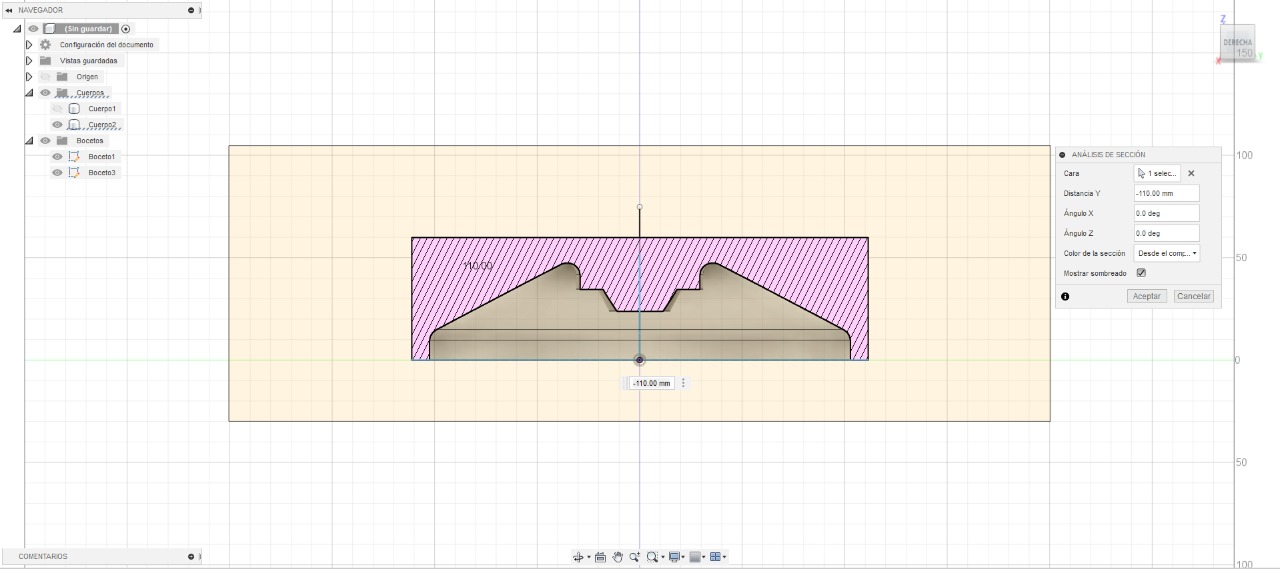 NAVEGADOR
(Sin guardar)
Configuración del documento
Vistas guardadas
Origen
Cuerpos
Cuerpo1
Cuerpo2
Bocetos
Boceto1
Boceto3
Z
DERECHA
150
X
Y
100
50
0
50
100
110.00
-110.00 mm
ANÁLISIS DE SECCIÓN
Cara
1 selec...
Distancia Y
-110.00 mm
Ángulo X
0.0 deg
Ángulo Z
0.0 deg
Color de la sección
Desde el comp...
Mostrar sombreado
Aceptar
Cancelar
COMENTARIOS